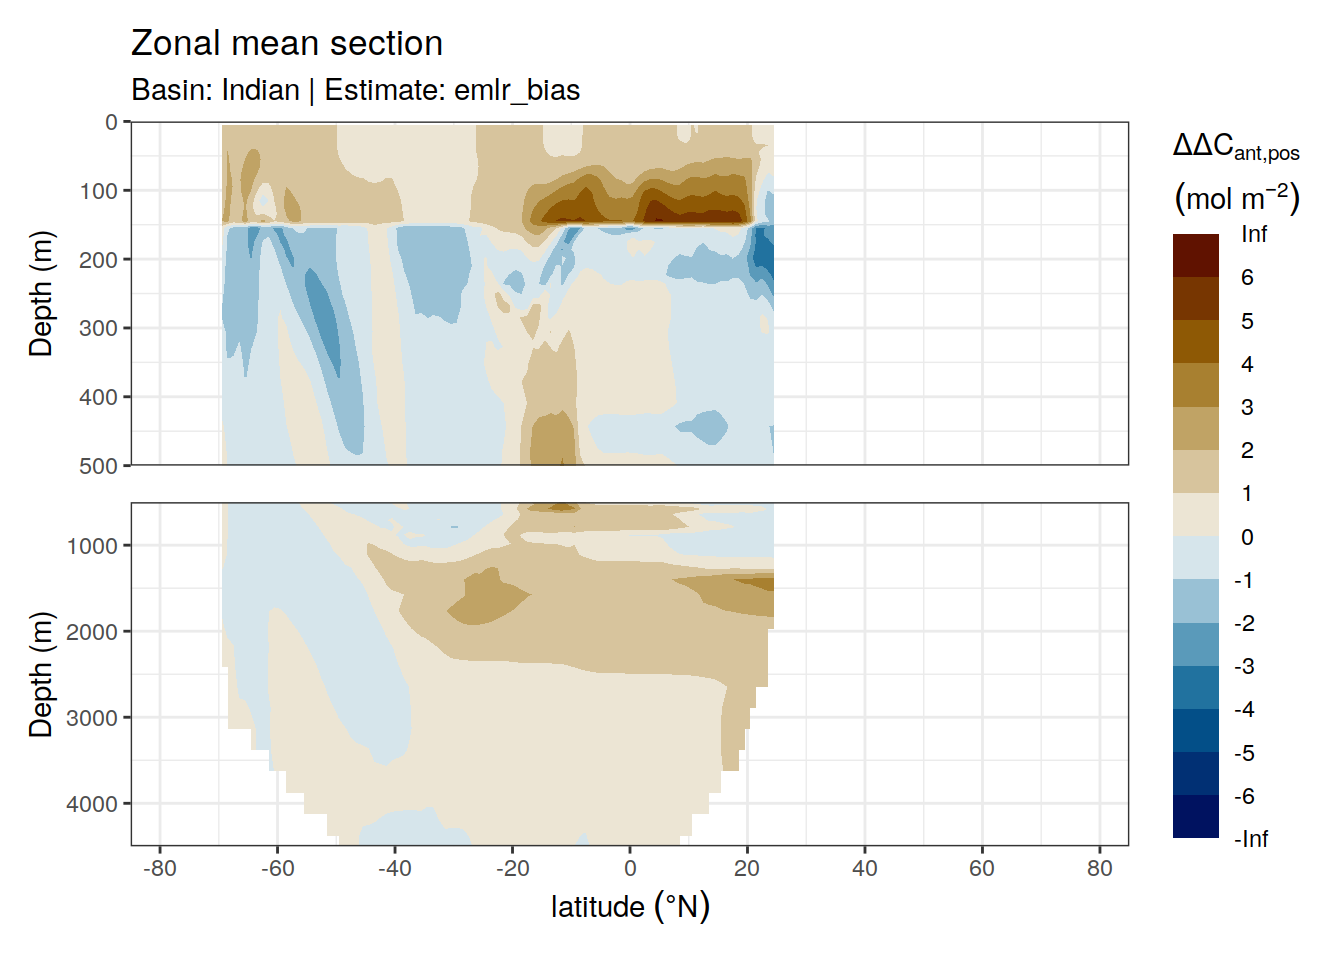 Zonal mean section
Basin: Indian | Estimate: emlr_bias
0
100
200
300
400
500
Depth (m)
1000
2000
3000
4000
Depth (m)
-80 -60 -40 -20 0 20 40 60 80
latitude (°N)
ΔΔCant,pos
(mol m−2)
Inf
6
5
4
3
2
1
0
-1
-2
-3
-4
-5
-6
-Inf